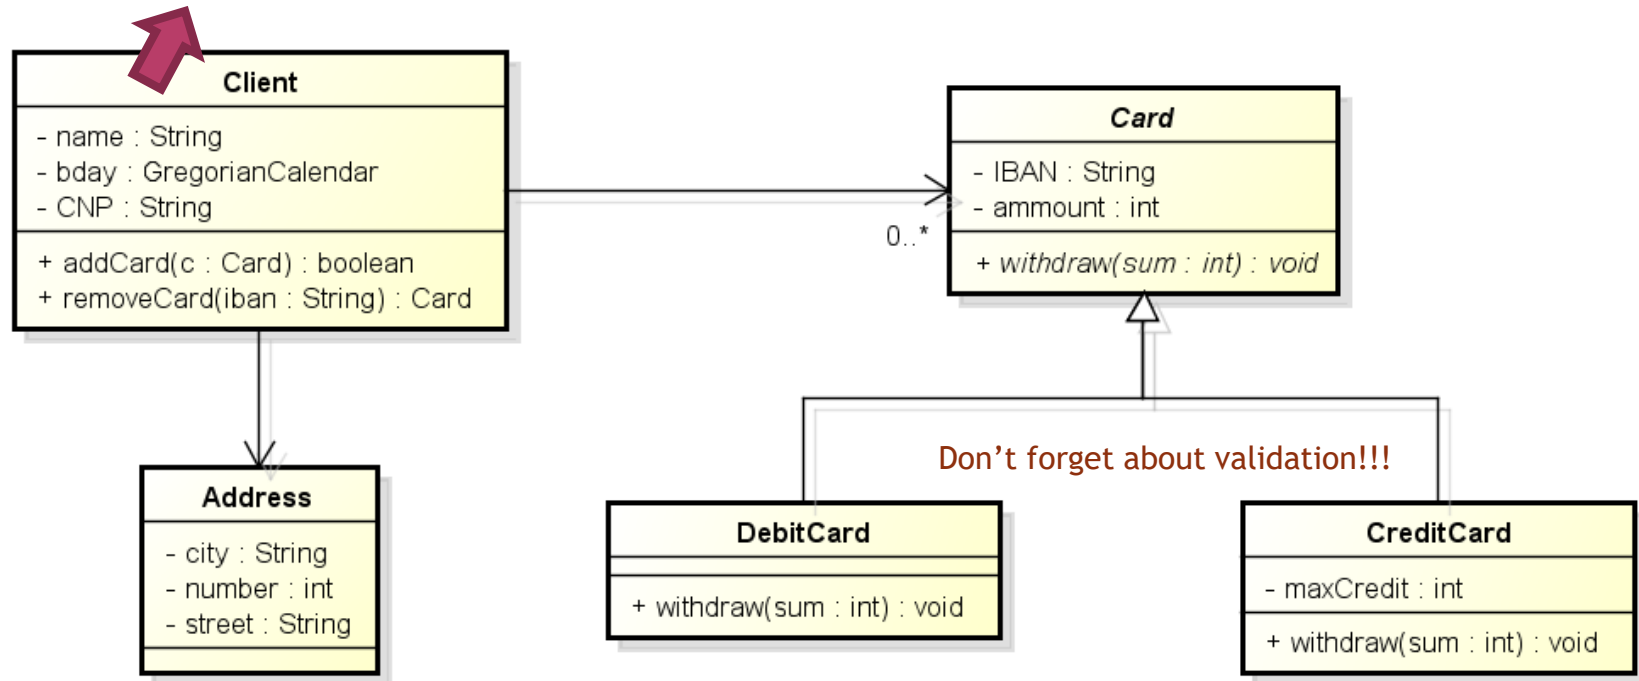 Client
- name : String
- bday : GregorianCalendar
- CNP : String
+ addCard(c : Card) : boolean
+ removeCard(iban : String) : Card
Card
- IBAN : String
- ammount : int
+ withdraw(sum : int) : void
0..*
Address
- city : String
- number : int
- street : String
Don’t forget about validation!!!
DebitCard
+ withdraw(sum : int) : void
CreditCard
- maxCredit : int
+ withdraw(sum : int) : void